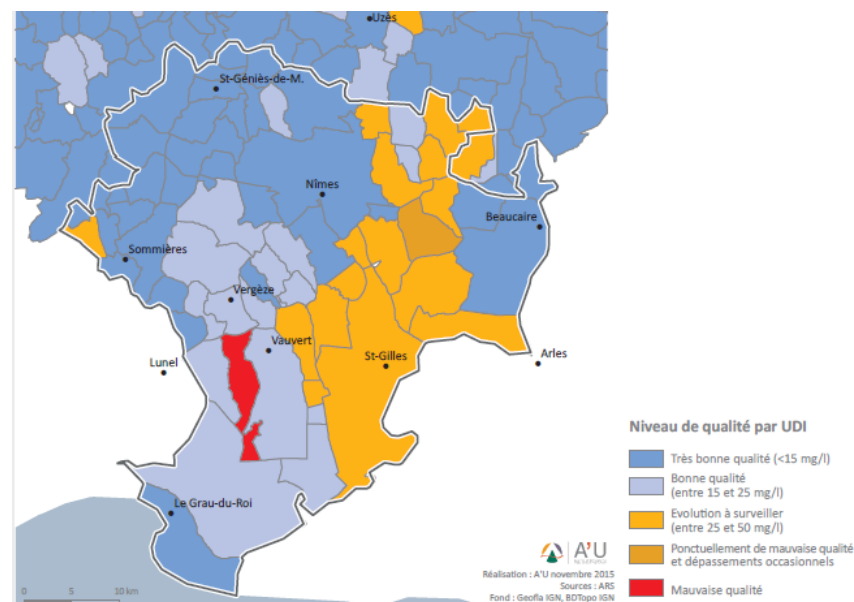 Uzès
St-Géniès-de-M.
Nîmes
Beaucaire
Sommières
Vergèze
Vauvert
Lunel
St-Gilles
Arles
Le Grau-du-Roi
0 5 10 km
Niveau de qualité par UDI
Très bonne qualité (<15 mg/l)
Bonne qualité
(entre 15 et 25 mg/l)
Evolution à surveiller
(entre 25 et 50 mg/l)
Ponctuellement de mauvaise qualité
et dépassements occasionnels
Mauvaise qualité
A'U
Réalisation : A'U novembre 2015
Sources : ARS
Fond : Geofla IGN, BDTopo IGN